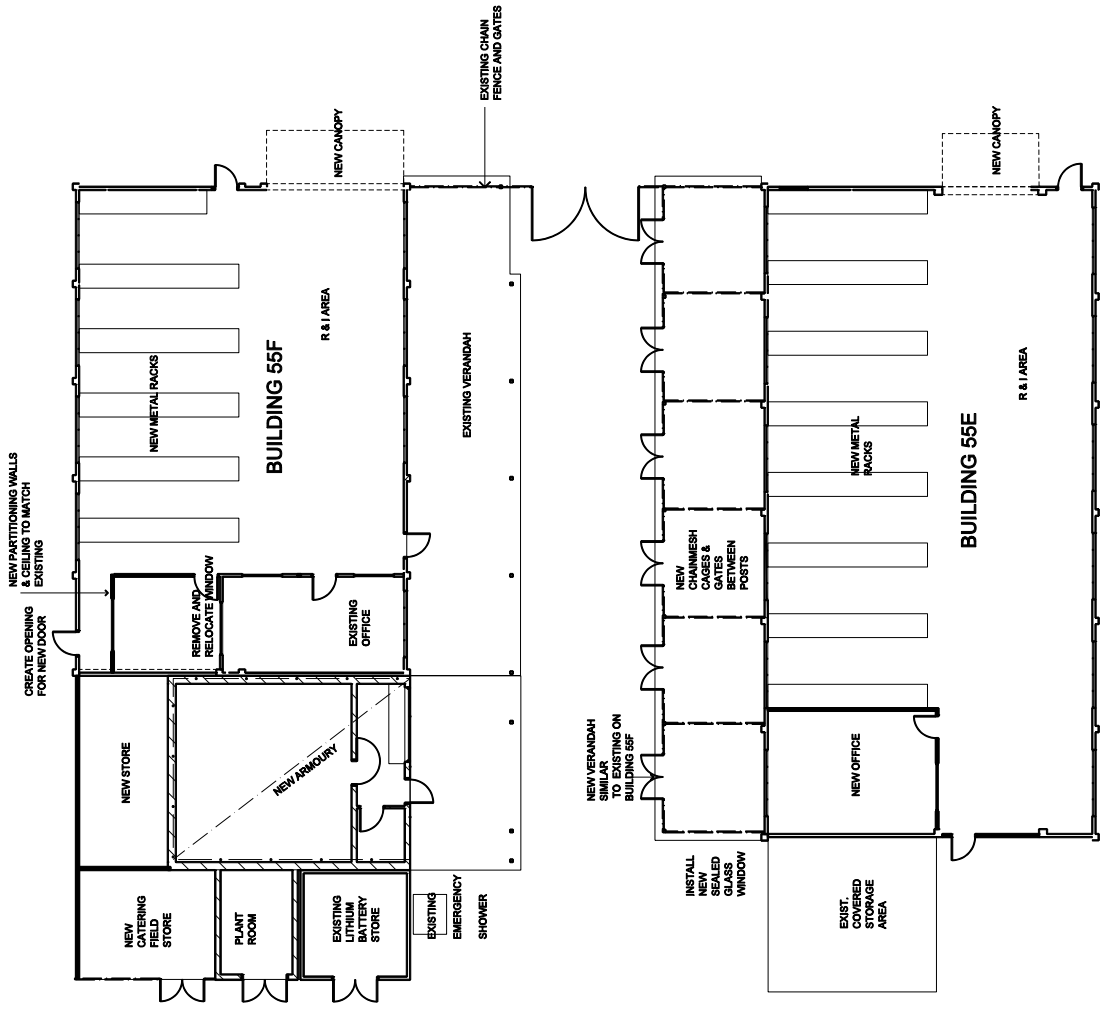 EXISTING CHAIN
FENCE AND GATES
NEW CANOPY
NEW CANOPY
R & I AREA
NEW METAL RACKS
BUILDING 55F
EXISTING VERANDAH
NEW PARTITIONING WALLS
& CEILING TO MATCH
EXISTING
CREATE OPENING
FOR NEW DOOR
REMOVE AND
RELOCATE WINDOW
EXISTING
OFFICE
NEW STORE
NEW ARMOURY
NEW
CATERING
FIELD
STORE
PLANT
ROOM
EXISTING
LITHIUM
BATTERY
STORE
EXISTING
EMERGENCY
SHOWER
R & I AREA
NEW METAL
RACKS
BUILDING 55E
NEW
CHAINMESH
CAGES &
GATES
BETWEEN
POSTS
NEW VERANDAH
SIMILAR
TO EXISTING ON
BUILDING 55F
NEW OFFICE
INSTALL
NEW
SEALED
GLASS
WINDOW
EXIST.
COVERED
STORAGE
AREA